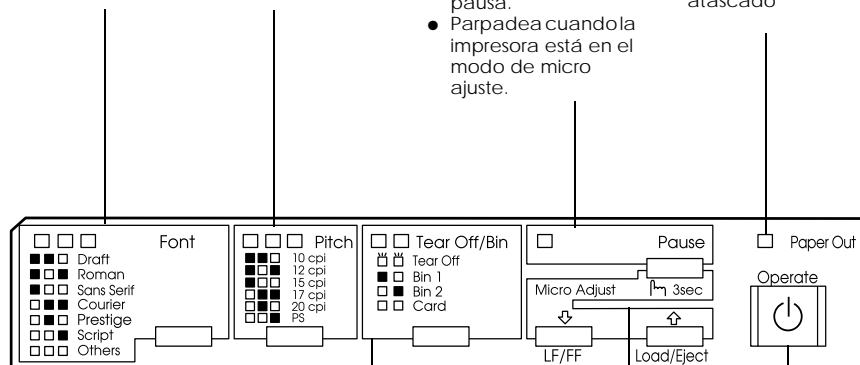 pausa.
● Parpadea cuando la
impresora está en el
modo de micro
ajuste.
atascado
Font
Draft
Roman
Sans Serif
Courier
Prestige
Script
Others
Pitch
10 cpi
12 cpi
15 cpi
17 cpi
20 cpi
PS
Tear Off/Bin
Tear Off
Bin 1
Bin 2
Card
Pause
Micro Adjust
3sec
LF/FF
Load/Eject
Paper Out
Operate